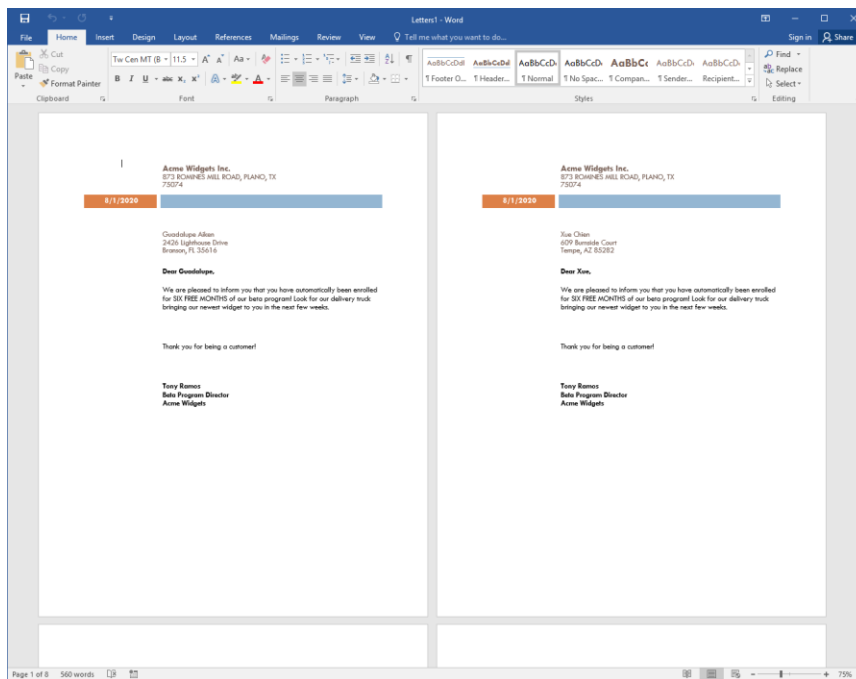 Letters1 - Word
File Home Insert Design Layout References Mailings Review View Tell me what you want to do... Sign in Share
Cut
Copy
Format Painter
Paste
Clipboard
Tw Cen MT (B 11.5 A A Aa
B I U abc X, x² A A
Font
Paragraph
AaBbCcDdI AaBbCcDdI AaBbCcD AaBbCcD AaBbCc AaBbCcD AaBbCcD
¶ Footer O... ¶ Header... ¶ Normal ¶ No Spac... ¶ Compan... ¶ Sender... Recipient...
Styles
Find
Replace
Select
Editing
Acme Widgets Inc.
873 ROMINES MILL ROAD, PLANO, TX
75074
8/1/2020
Guadalupe Aiken
2426 Lighthouse Drive
Branson, FL 35616
Dear Guadalupe,
We are pleased to inform you that you have automatically been enrolled
for SIX FREE MONTHS of our beta program! Look for our delivery truck
bringing our newest widget to you in the next few weeks.
Thank you for being a customer!
Tony Ramos
Beta Program Director
Acme Widgets
Acme Widgets Inc.
873 ROMINES MILL ROAD, PLANO, TX
75074
8/1/2020
Xue Chien
609 Burnside Court
Tempe, AZ 85282
Dear Xue,
We are pleased to inform you that you have automatically been enrolled
for SIX FREE MONTHS of our beta program! Look for our delivery truck
bringing our newest widget to you in the next few weeks.
Thank you for being a customer!
Tony Ramos
Beta Program Director
Acme Widgets
Page 1 of 8 560 words 75%